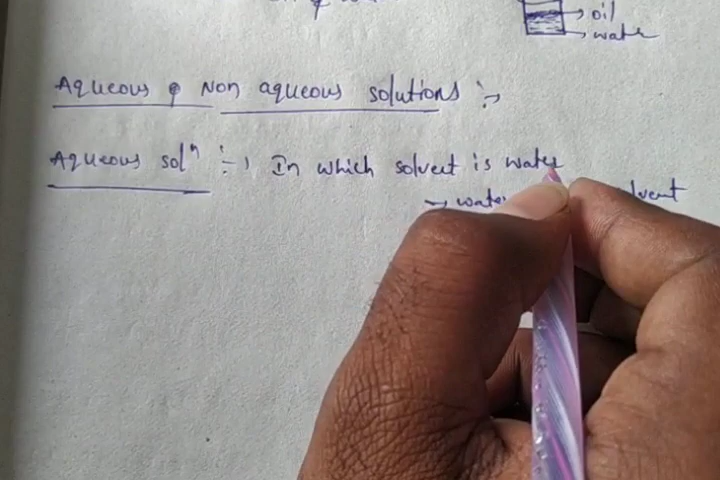 oil
water
Aqueous & Non aqueous solutions :-
Aqueous solⁿ :- In which solvent is water
→ water